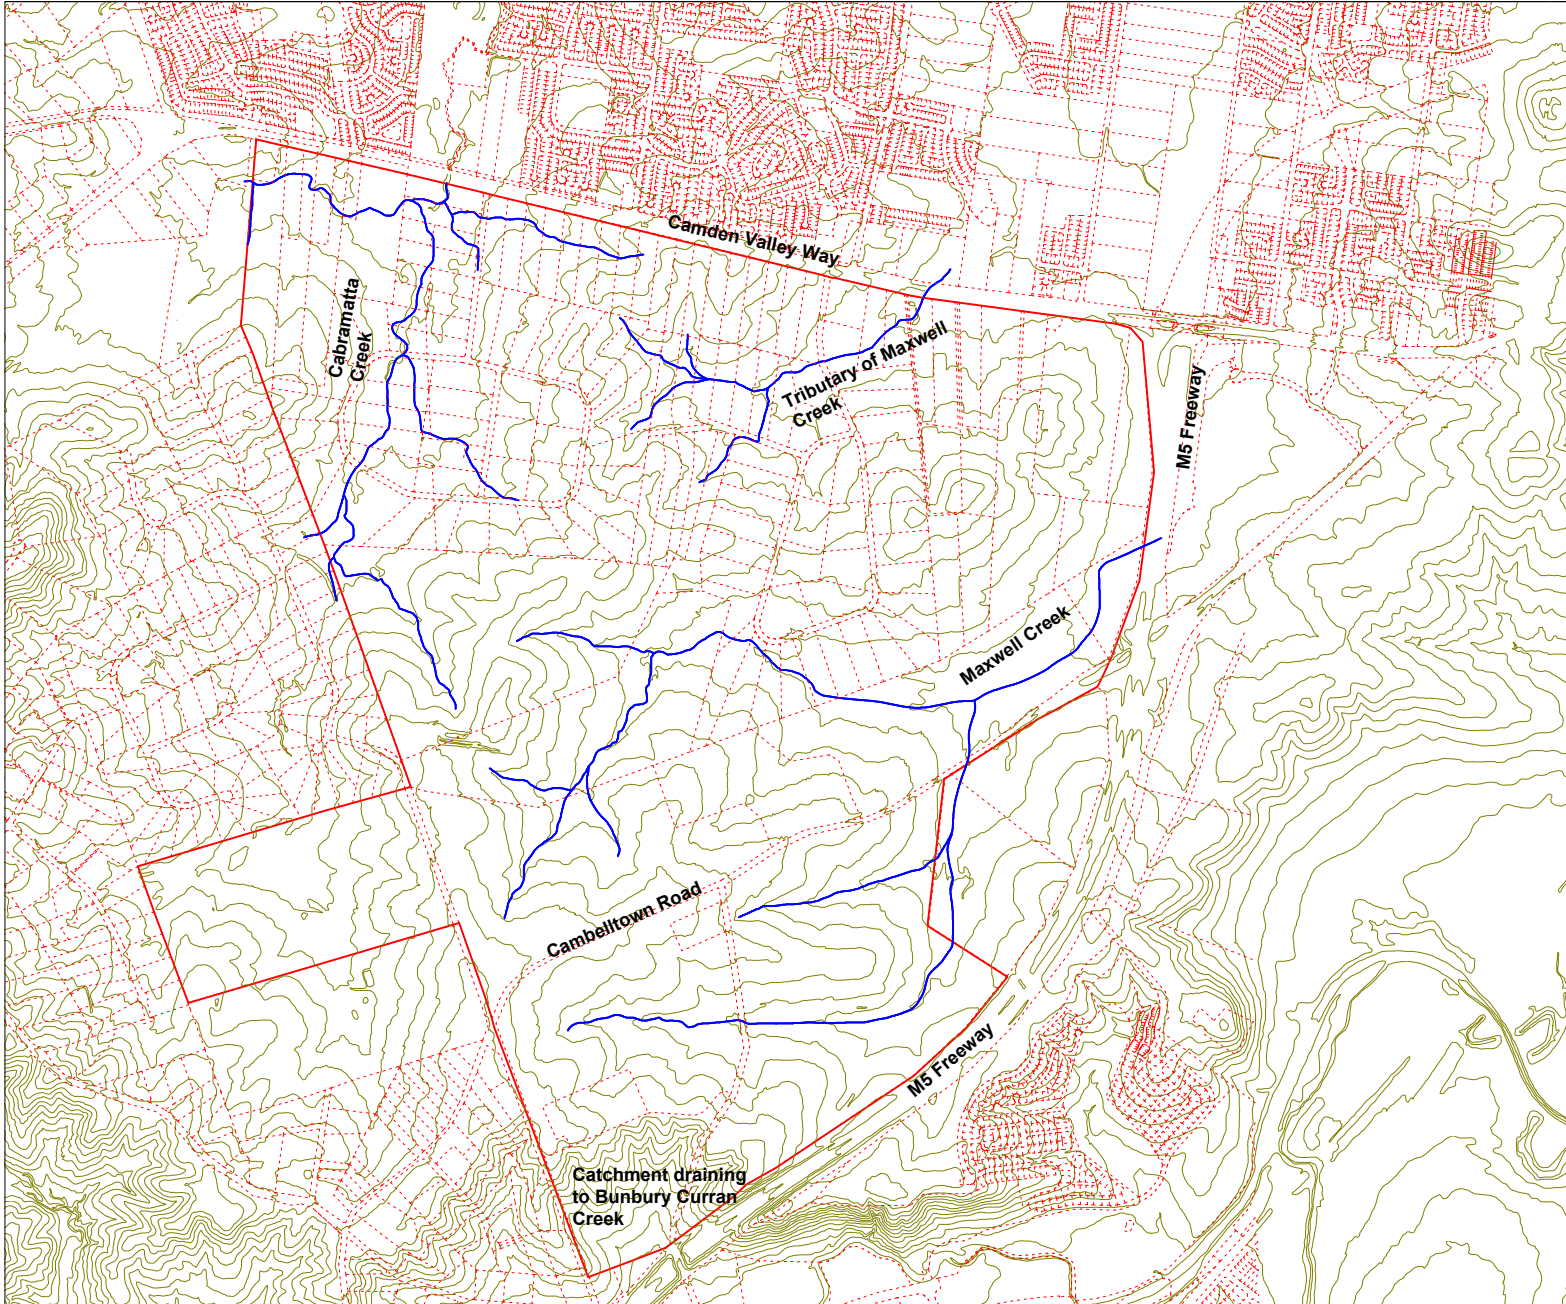 Camden Valley Way
Cabramatta
Creek
Tributary of Maxwell
Creek
M5 Freeway
Maxwell Creek
Cambelltown Road
M5 Freeway
Catchment draining
to Bunbury Curran
Creek